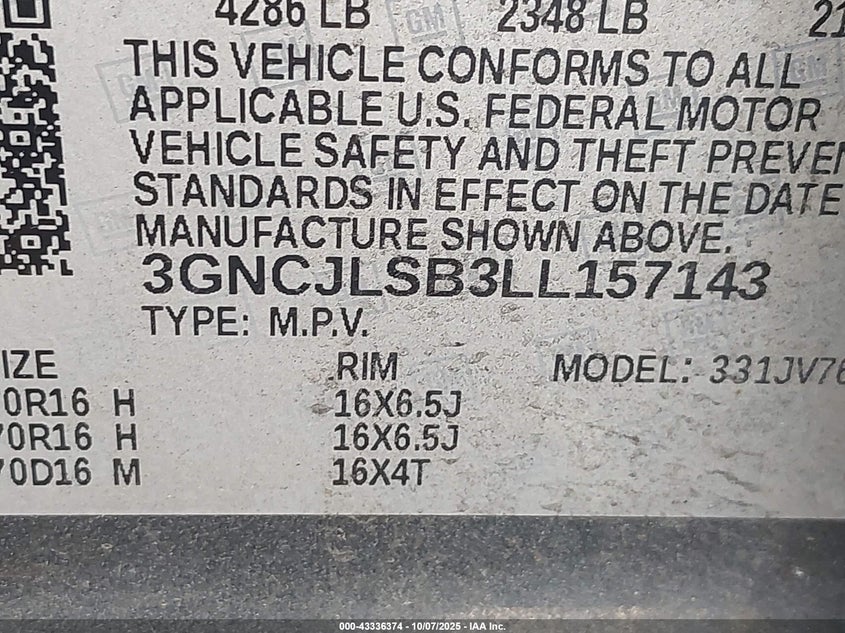 4286 LB 2348 LB 21
THIS VEHICLE CONFORMS TO ALL
APPLICABLE U.S. FEDERAL MOTOR
VEHICLE SAFETY AND THEFT PREVEN
STANDARDS IN EFFECT ON THE DATE
MANUFACTURE SHOWN ABOVE.
3GNCJLSB3LL157143
TYPE: M.P.V.
IZE RIM MODEL: 331JV76
0R16 H 16X6.5J
70R16 H 16X6.5J
70D16 M 16X4T
000-43336374 - 10/07/2025 - IAA Inc.